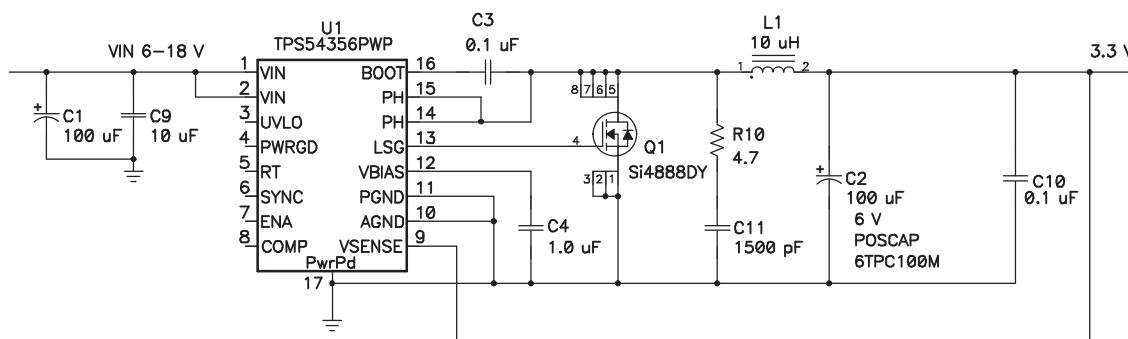 U1
TPS54356PWP
VIN 6–18 V
C3
0.1 uF
L1
10 uH
1
2
3.3 V
1 VIN
2 VIN
3 UVLO
4 PWRGD
5 RT
6 SYNC
7 ENA
8 COMP
BOOT 16
PH 15
PH 14
LSG 13
VBIAS 12
PGND 11
AGND 10
VSENSE 9
PwrPd
17
+
C1
100 uF
C9
10 uF
8 7 6 5
4
3 2 1
Q1
Si4888DY
R10
4.7
C4
1.0 uF
C11
1500 pF
+
C2
100 uF
6 V
POSCAP
6TPC100M
C10
0.1 uF